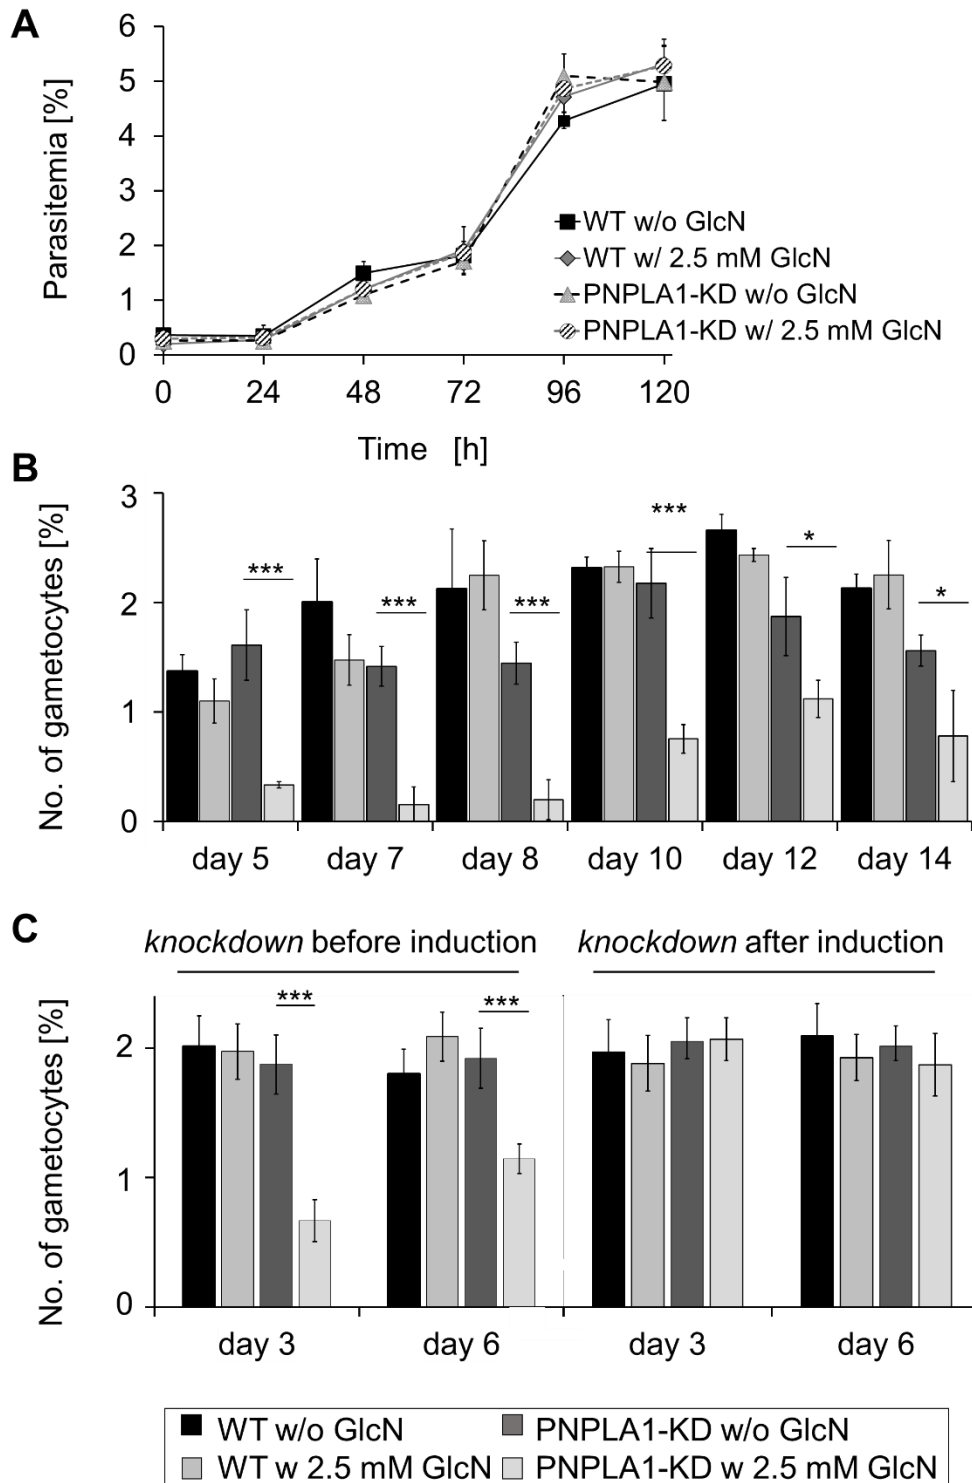 A
Parasitemia [%]
6
5
4
3
2
1
0
WT w/o GlcN
WT w/ 2.5 mM GlcN
PNPLA1-KD w/o GlcN
PNPLA1-KD w/ 2.5 mM GlcN
0 24 48 72 96 120
Time [h]
B
No. of gametocytes [%]
3
2
1
0
*** *** *** *** * *
day 5 day 7 day 8 day 10 day 12 day 14
C
knockdown before induction knockdown after induction
No. of gametocytes [%]
2
1
0
*** ***
day 3 day 6 day 3 day 6
WT w/o GlcN PNPLA1-KD w/o GlcN
WT w 2.5 mM GlcN PNPLA1-KD w 2.5 mM GlcN